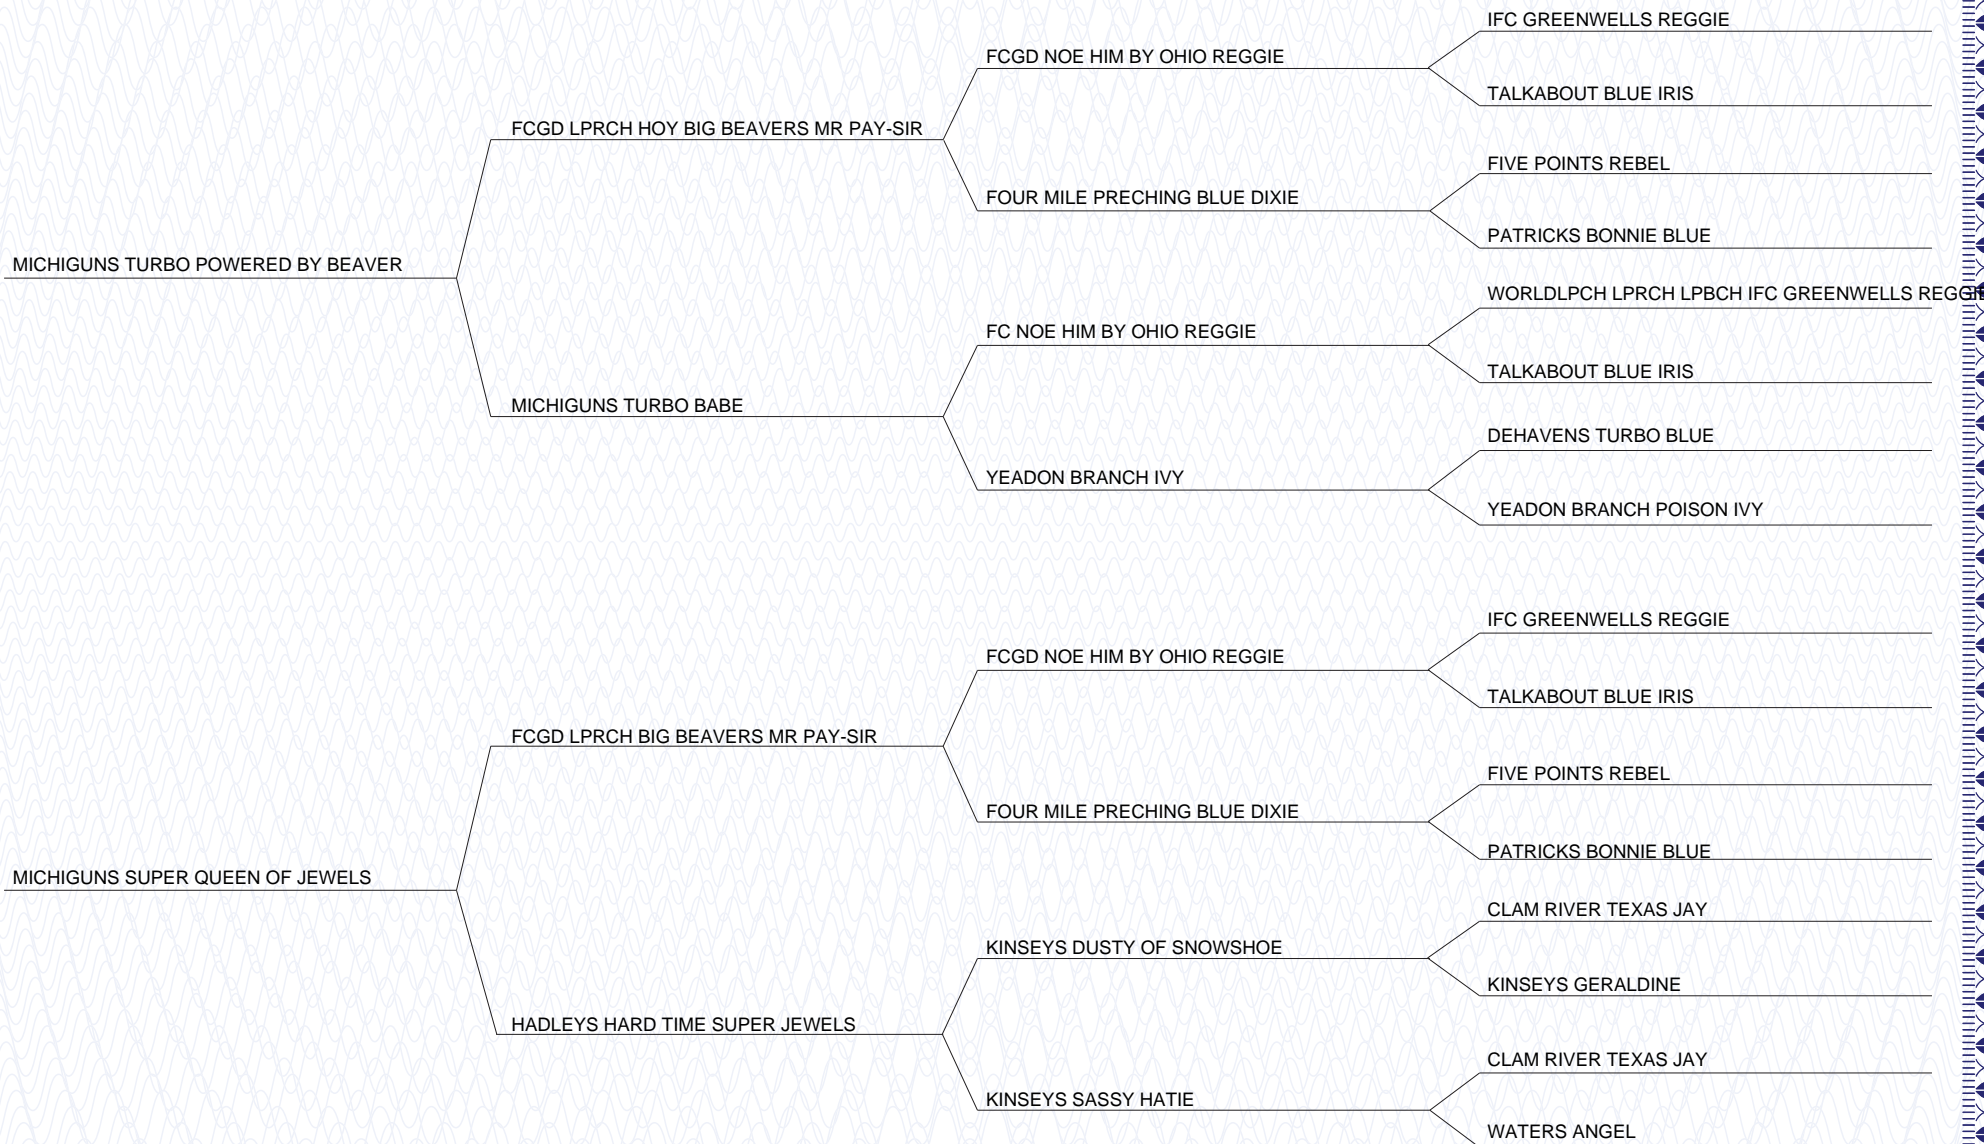 IFC GREENWELLS REGGIE
FCGD NOE HIM BY OHIO REGGIE
TALKABOUT BLUE IRIS
FCGD LPRCH HOY BIG BEAVERS MR PAY-SIR
FIVE POINTS REBEL
FOUR MILE PRECHING BLUE DIXIE
PATRICKS BONNIE BLUE
MICHIGUNS TURBO POWERED BY BEAVER
WORLDLPCH LPRCH LPBCH IFC GREENWELLS REGGIE
FC NOE HIM BY OHIO REGGIE
TALKABOUT BLUE IRIS
MICHIGUNS TURBO BABE
DEHAVENS TURBO BLUE
YEADON BRANCH IVY
YEADON BRANCH POISON IVY
IFC GREENWELLS REGGIE
FCGD NOE HIM BY OHIO REGGIE
TALKABOUT BLUE IRIS
FCGD LPRCH BIG BEAVERS MR PAY-SIR
FIVE POINTS REBEL
FOUR MILE PRECHING BLUE DIXIE
PATRICKS BONNIE BLUE
MICHIGUNS SUPER QUEEN OF JEWELS
CLAM RIVER TEXAS JAY
KINSEYS DUSTY OF SNOWSHOE
KINSEYS GERALDINE
HADLEYS HARD TIME SUPER JEWELS
CLAM RIVER TEXAS JAY
KINSEYS SASSY HATIE
WATERS ANGEL